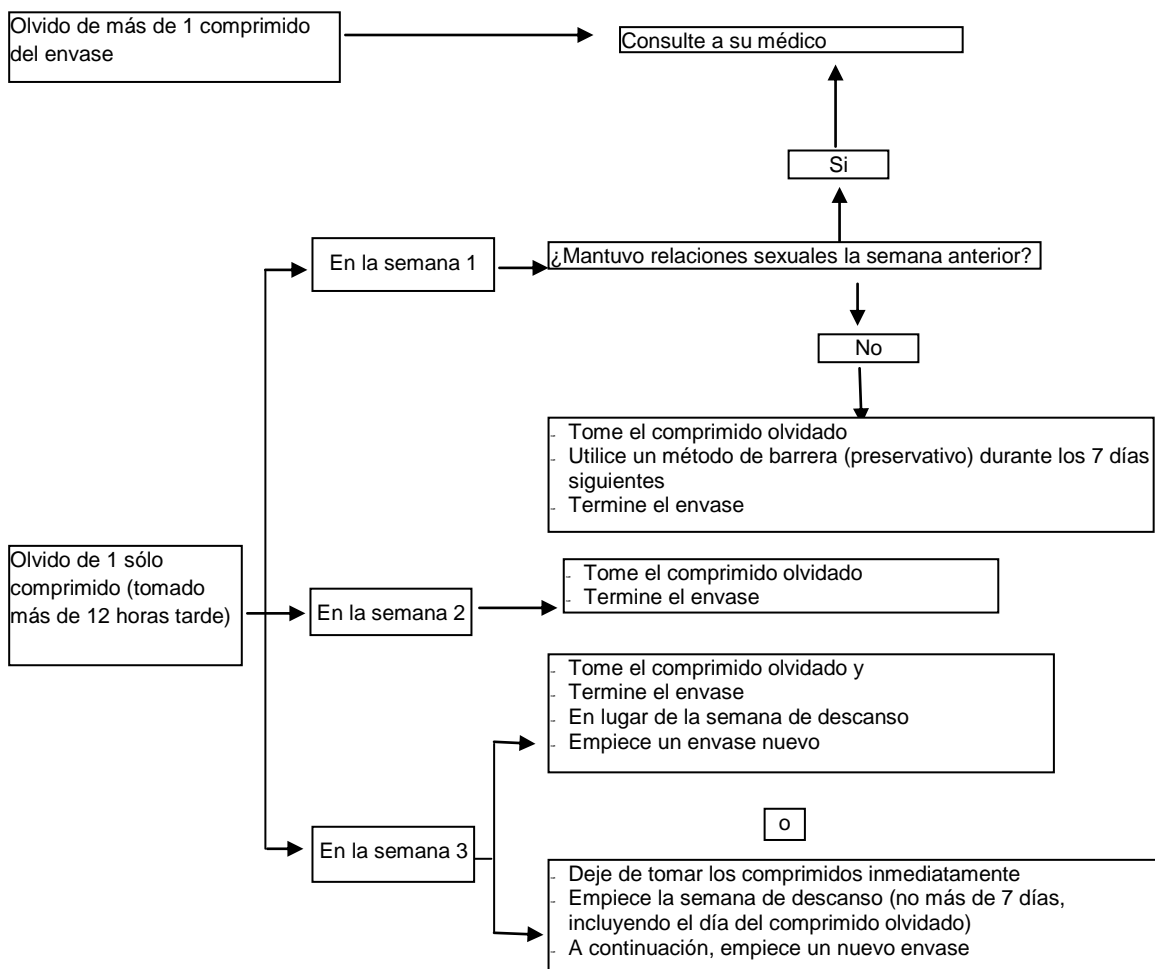 Olvido de más de 1 comprimido
del envase
Consulte a su médico
Si
En la semana 1
¿Mantuvo relaciones sexuales la semana anterior?
No
- Tome el comprimido olvidado
- Utilice un método de barrera (preservativo) durante los 7 días
siguientes
- Termine el envase
Olvido de 1 sólo
comprimido (tomado
más de 12 horas tarde)
En la semana 2
- Tome el comprimido olvidado
- Termine el envase
- Tome el comprimido olvidado y
- Termine el envase
- En lugar de la semana de descanso
- Empiece un envase nuevo
o
En la semana 3
- Deje de tomar los comprimidos inmediatamente
- Empiece la semana de descanso (no más de 7 días,
incluyendo el día del comprimido olvidado)
- A continuación, empiece un nuevo envase